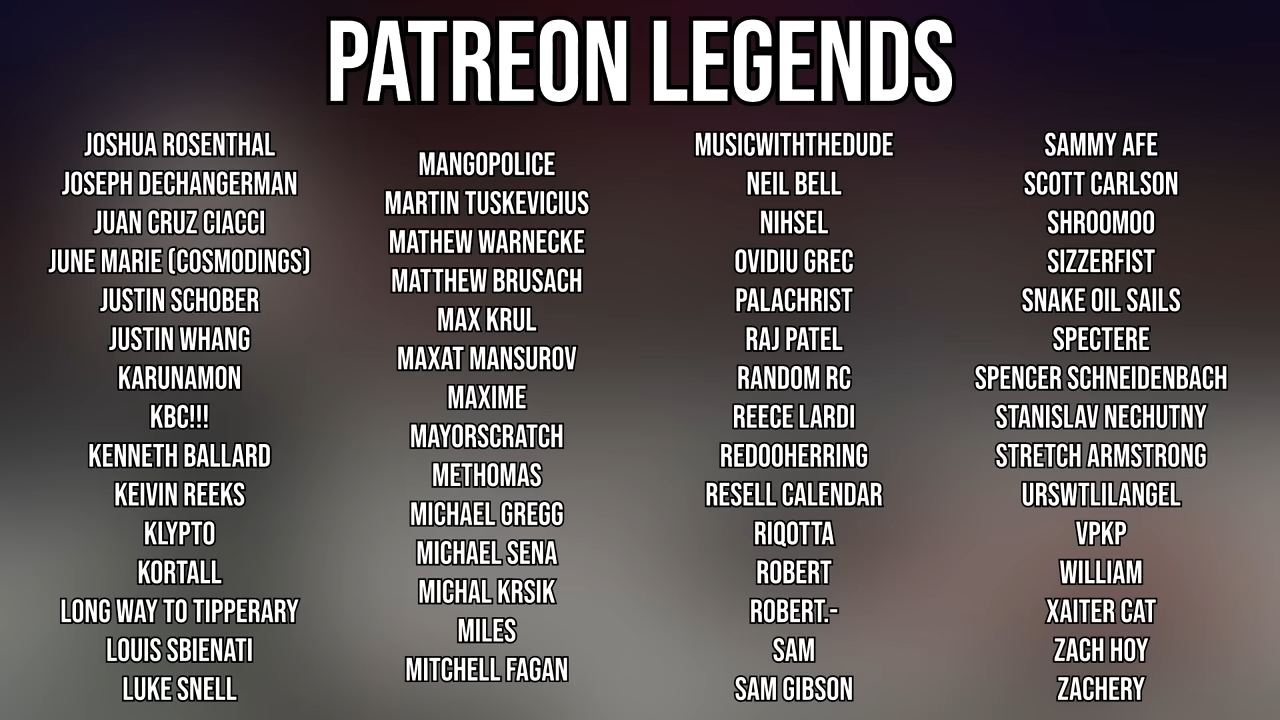 PATREON LEGENDS
JOSHUA ROSENTHAL
JOSEPH DECHANGERMAN
JUAN CRUZ CIACCI
JUNE MARIE (COSMODINGS)
JUSTIN SCHOBER
JUSTIN WHANG
KARUNAMON
KBC!!!
KENNETH BALLARD
KEIVIN REEKS
KLYPTO
KORTALL
LONG WAY TO TIPPERARY
LOUIS SBIENATI
LUKE SNELL
MANGOPOLICE
MARTIN TUSKEVICIUS
MATHEW WARNECKE
MATTHEW BRUSACH
MAX KRUL
MAXAT MANSUROV
MAXIME
MAYORSCRATCH
METHOMAS
MICHAEL GREGG
MICHAEL SENA
MICHAL KRSIK
MILES
MITCHELL FAGAN
MUSICWITHTHEDUDE
NEIL BELL
NIHSEL
OVIDIU GREC
PALACHRIST
RAJ PATEL
RANDOM RC
REECE LARDI
REDOOHERRING
RESELL CALENDAR
RIQOTTA
ROBERT
ROBERT.-
SAM
SAM GIBSON
SAMMY AFE
SCOTT CARLSON
SHROOMOO
SIZZERFIST
SNAKE OIL SAILS
SPECTERE
SPENCER SCHNEIDENBACH
STANISLAV NECHUTNY
STRETCH ARMSTRONG
URSWTLILANGEL
VPKP
WILLIAM
XAITER CAT
ZACH HOY
ZACHERY